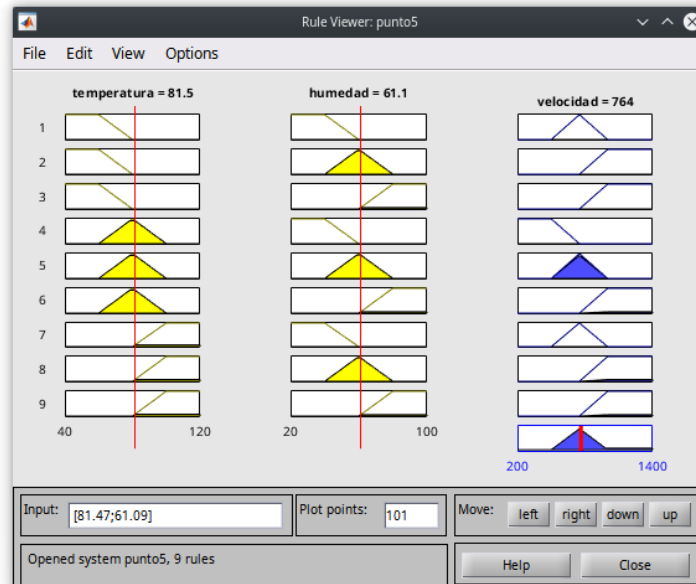 Rule Viewer: punto5
File Edit View Options
temperatura = 81.5 humedad = 61.1 velocidad = 764
1
2
3
4
5
6
7
8
9
40 120 20 100
200 1400
Input: [81.47;61.09] Plot points: 101 Move: left right down up
Opened system punto5, 9 rules Help Close